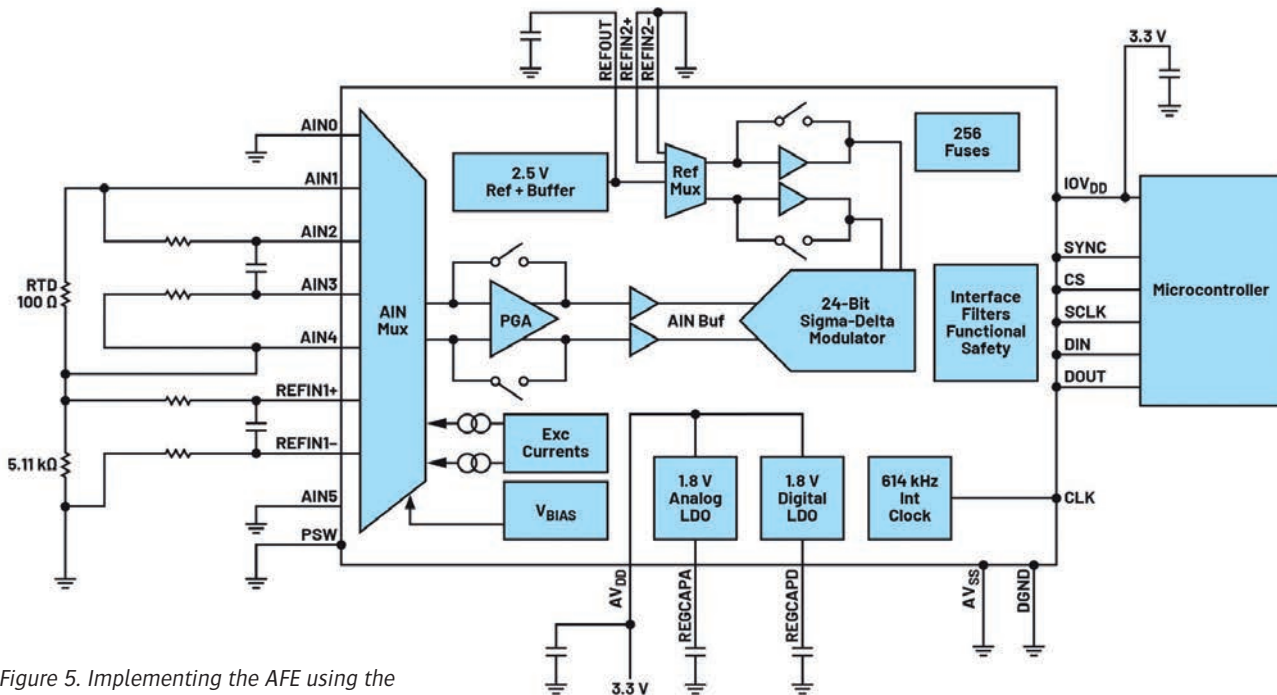 3.3 V
REFOUT
REFIN2+
REFIN2−
AIN0
AIN1
AIN2
AIN3
AIN4
REFIN1+
REFIN1−
AIN5
PSW
RTD
100 Ω
5.11 kΩ
AIN
Mux
2.5 V
Ref + Buffer
Ref
Mux
256
Fuses
PGA
AIN Buf
24-Bit
Sigma-Delta
Modulator
Interface
Filters
Functional
Safety
IOVDD
SYNC
CS
SCLK
DIN
DOUT
Microcontroller
Exc
Currents
VBIAS
1.8 V
Analog
LDO
1.8 V
Digital
LDO
614 kHz
Int
Clock
CLK
AVDD
REGCAPA
REGCAPD
AVSS
DGND
3.3 V
Figure 5. Implementing the AFE using the